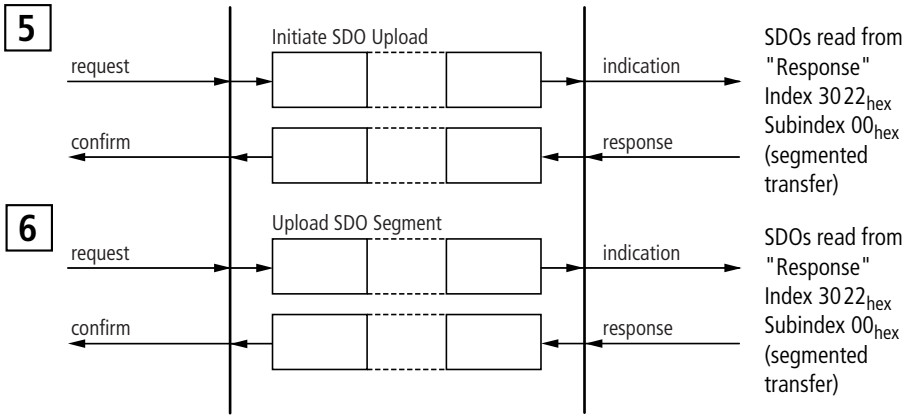 5
Initiate SDO Upload
request
indication
confirm
response
SDOs read from
"Response"
Index 3022hex
Subindex 00hex
(segmented
transfer)
6
Upload SDO Segment
request
indication
confirm
response
SDOs read from
"Response"
Index 3022hex
Subindex 00hex
(segmented
transfer)